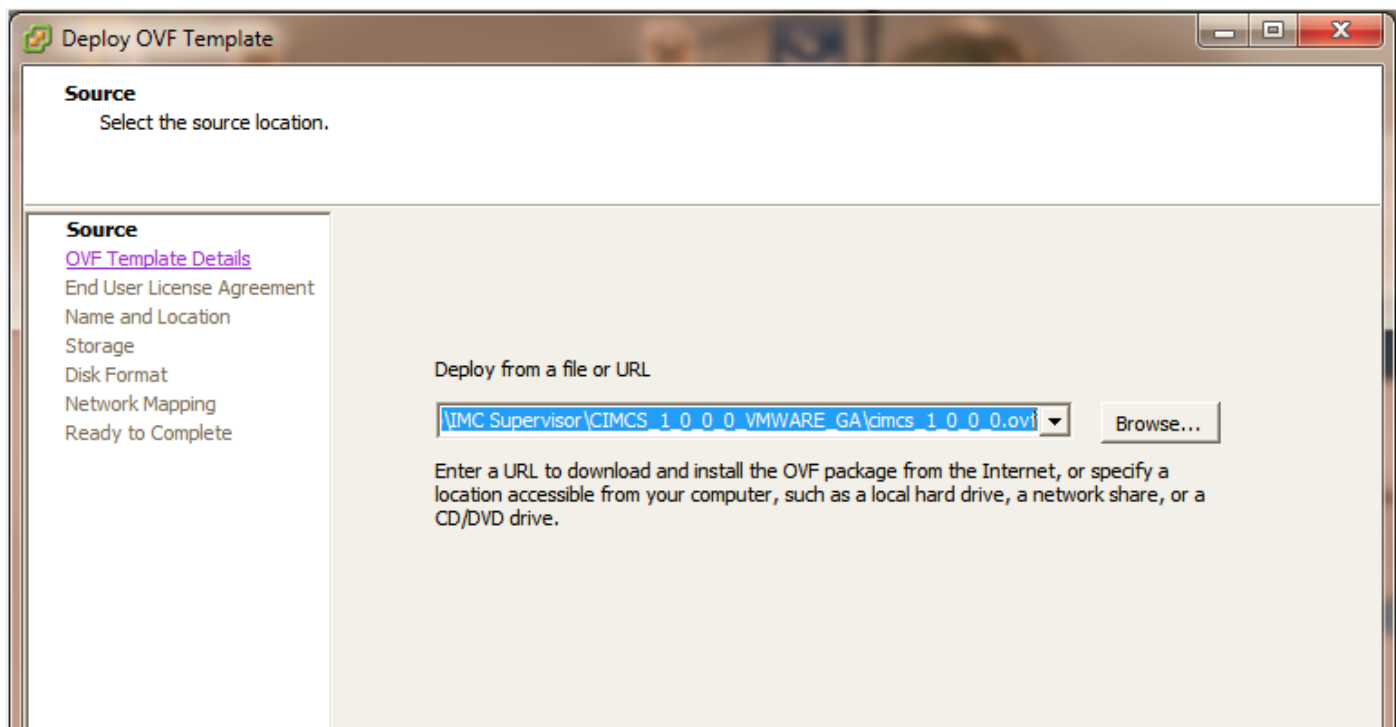 Deploy OVF Template
Source
Select the source location.
Source
OVF Template Details
End User License Agreement
Name and Location
Storage
Disk Format
Network Mapping
Ready to Complete
Deploy from a file or URL
\IMC Supervisor\CIMCS_1_0_0_0_VMWARE_GA\cimcs_1_0_0_0.ovf
Browse...
Enter a URL to download and install the OVF package from the Internet, or specify a
location accessible from your computer, such as a local hard drive, a network share, or a
CD/DVD drive.